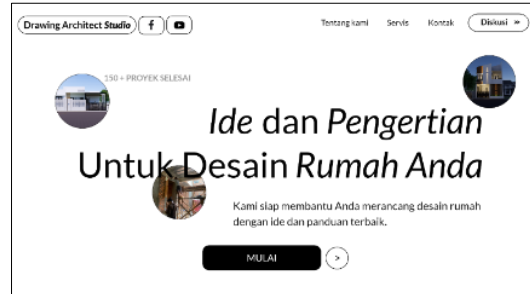 Drawing Architect Studio
Tentang kami Servis Kontak Diskusi »
150 + PROYEK SELESAI
Ide dan Pengertian
Untuk Desain Rumah Anda
Kami siap membantu Anda merancang desain rumah
dengan ide dan panduan terbaik.
MULAI >